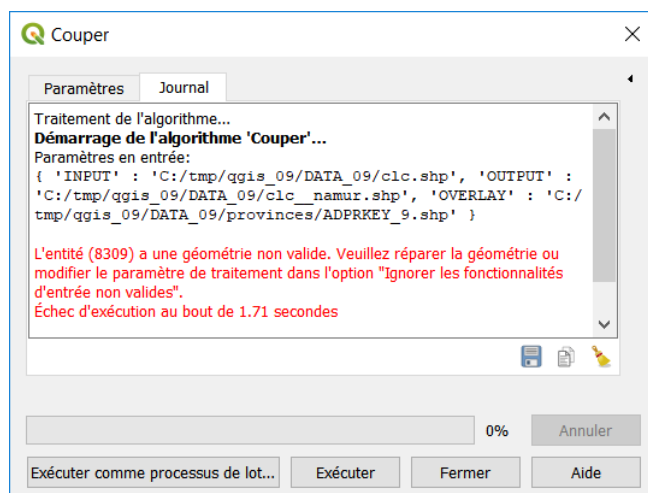 Couper
Paramètres
Journal
Traitement de l'algorithme...
Démarrage de l'algorithme 'Couper'...
Paramètres en entrée:
{ 'INPUT' : 'C:/tmp/qgis_09/DATA_09/clc.shp', 'OUTPUT' :
'C:/tmp/qgis_09/DATA_09/clc__namur.shp', 'OVERLAY' : 'C:/
tmp/qgis_09/DATA_09/provinces/ADPRKEY_9.shp' }
L'entité (8309) a une géométrie non valide. Veuillez réparer la géométrie ou
modifier le paramètre de traitement dans l'option "Ignorer les fonctionnalités
d'entrée non valides".
Échec d'exécution au bout de 1.71 secondes
0%
Annuler
Exécuter comme processus de lot...
Exécuter
Fermer
Aide